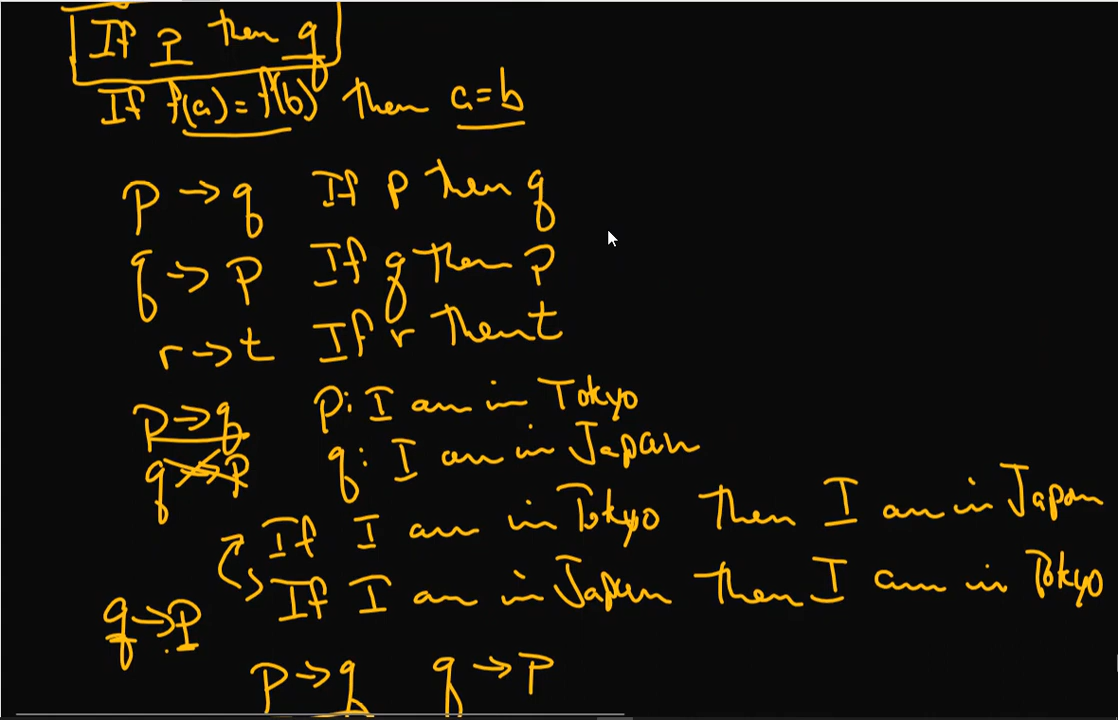 If P then q
If f(a) = f(b) then a = b
P → q If P then q
q → P If q then P
r → t If r then t
P → q P: I am in Tokyo
q → P q: I am in Japan
If I am in Tokyo then I am in Japan
If I am in Japan then I am in Tokyo
q → P
P → q q → P